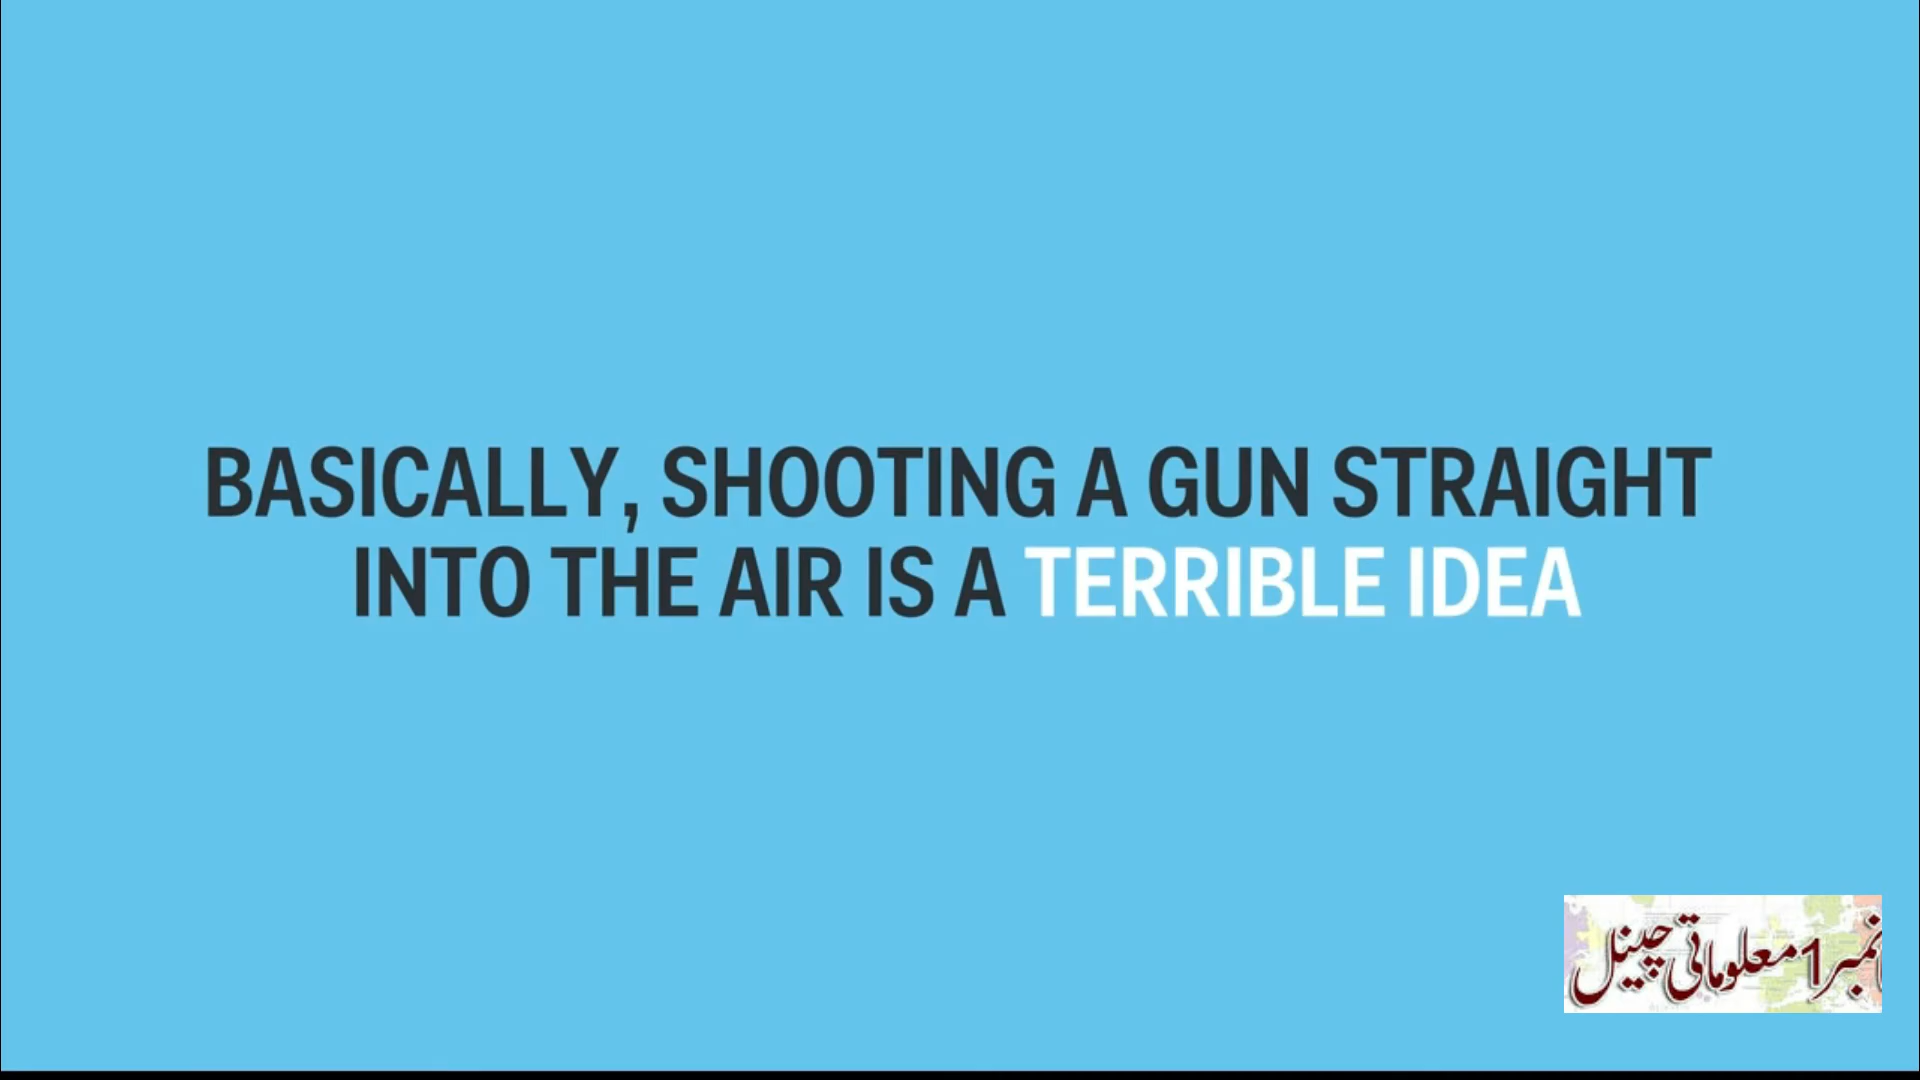 BASICALLY, SHOOTING A GUN STRAIGHT
INTO THE AIR IS A TERRIBLE IDEA
نمبر1 معلوماتی چینل